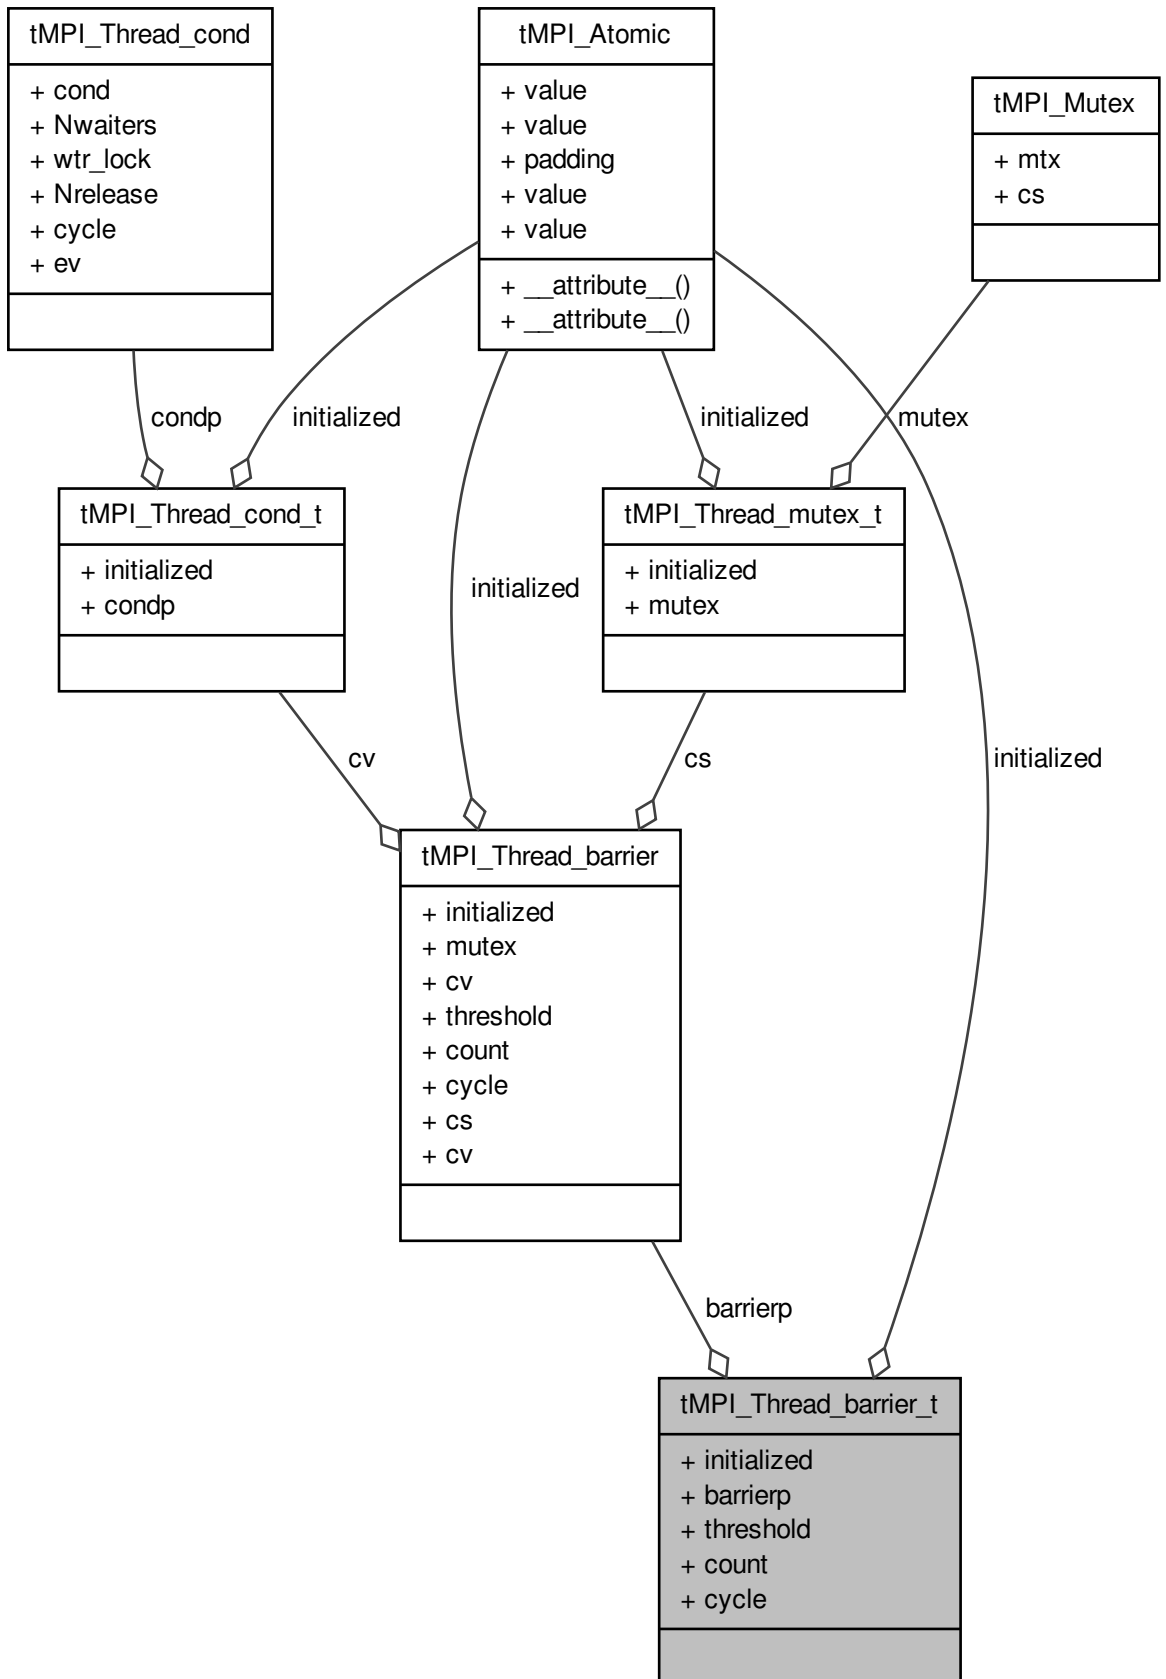 tMPI_Thread_cond
+ cond
+ Nwaiters
+ wtr_lock
+ Nrelease
+ cycle
+ ev
tMPI_Atomic
+ value
+ value
+ padding
+ value
+ value
+ __attribute__()
+ __attribute__()
tMPI_Mutex
+ mtx
+ cs
condp
initialized
initialized
mutex
tMPI_Thread_cond_t
+ initialized
+ condp
initialized
tMPI_Thread_mutex_t
+ initialized
+ mutex
cv
cs
initialized
tMPI_Thread_barrier
+ initialized
+ mutex
+ cv
+ threshold
+ count
+ cycle
+ cs
+ cv
barrierp
tMPI_Thread_barrier_t
+ initialized
+ barrierp
+ threshold
+ count
+ cycle